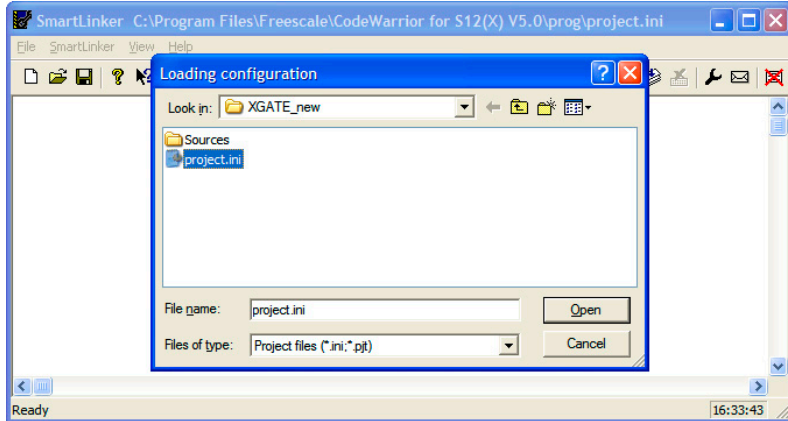 SmartLinker C:\Program Files\Freescale\CodeWarrior for S12(X) V5.0\prog\project.ini
File SmartLinker View Help
Loading configuration
Look in: XGATE_new
Sources
project.ini
File name: project.ini Open
Files of type: Project files (*.ini;*.pjt) Cancel
Ready 16:33:43